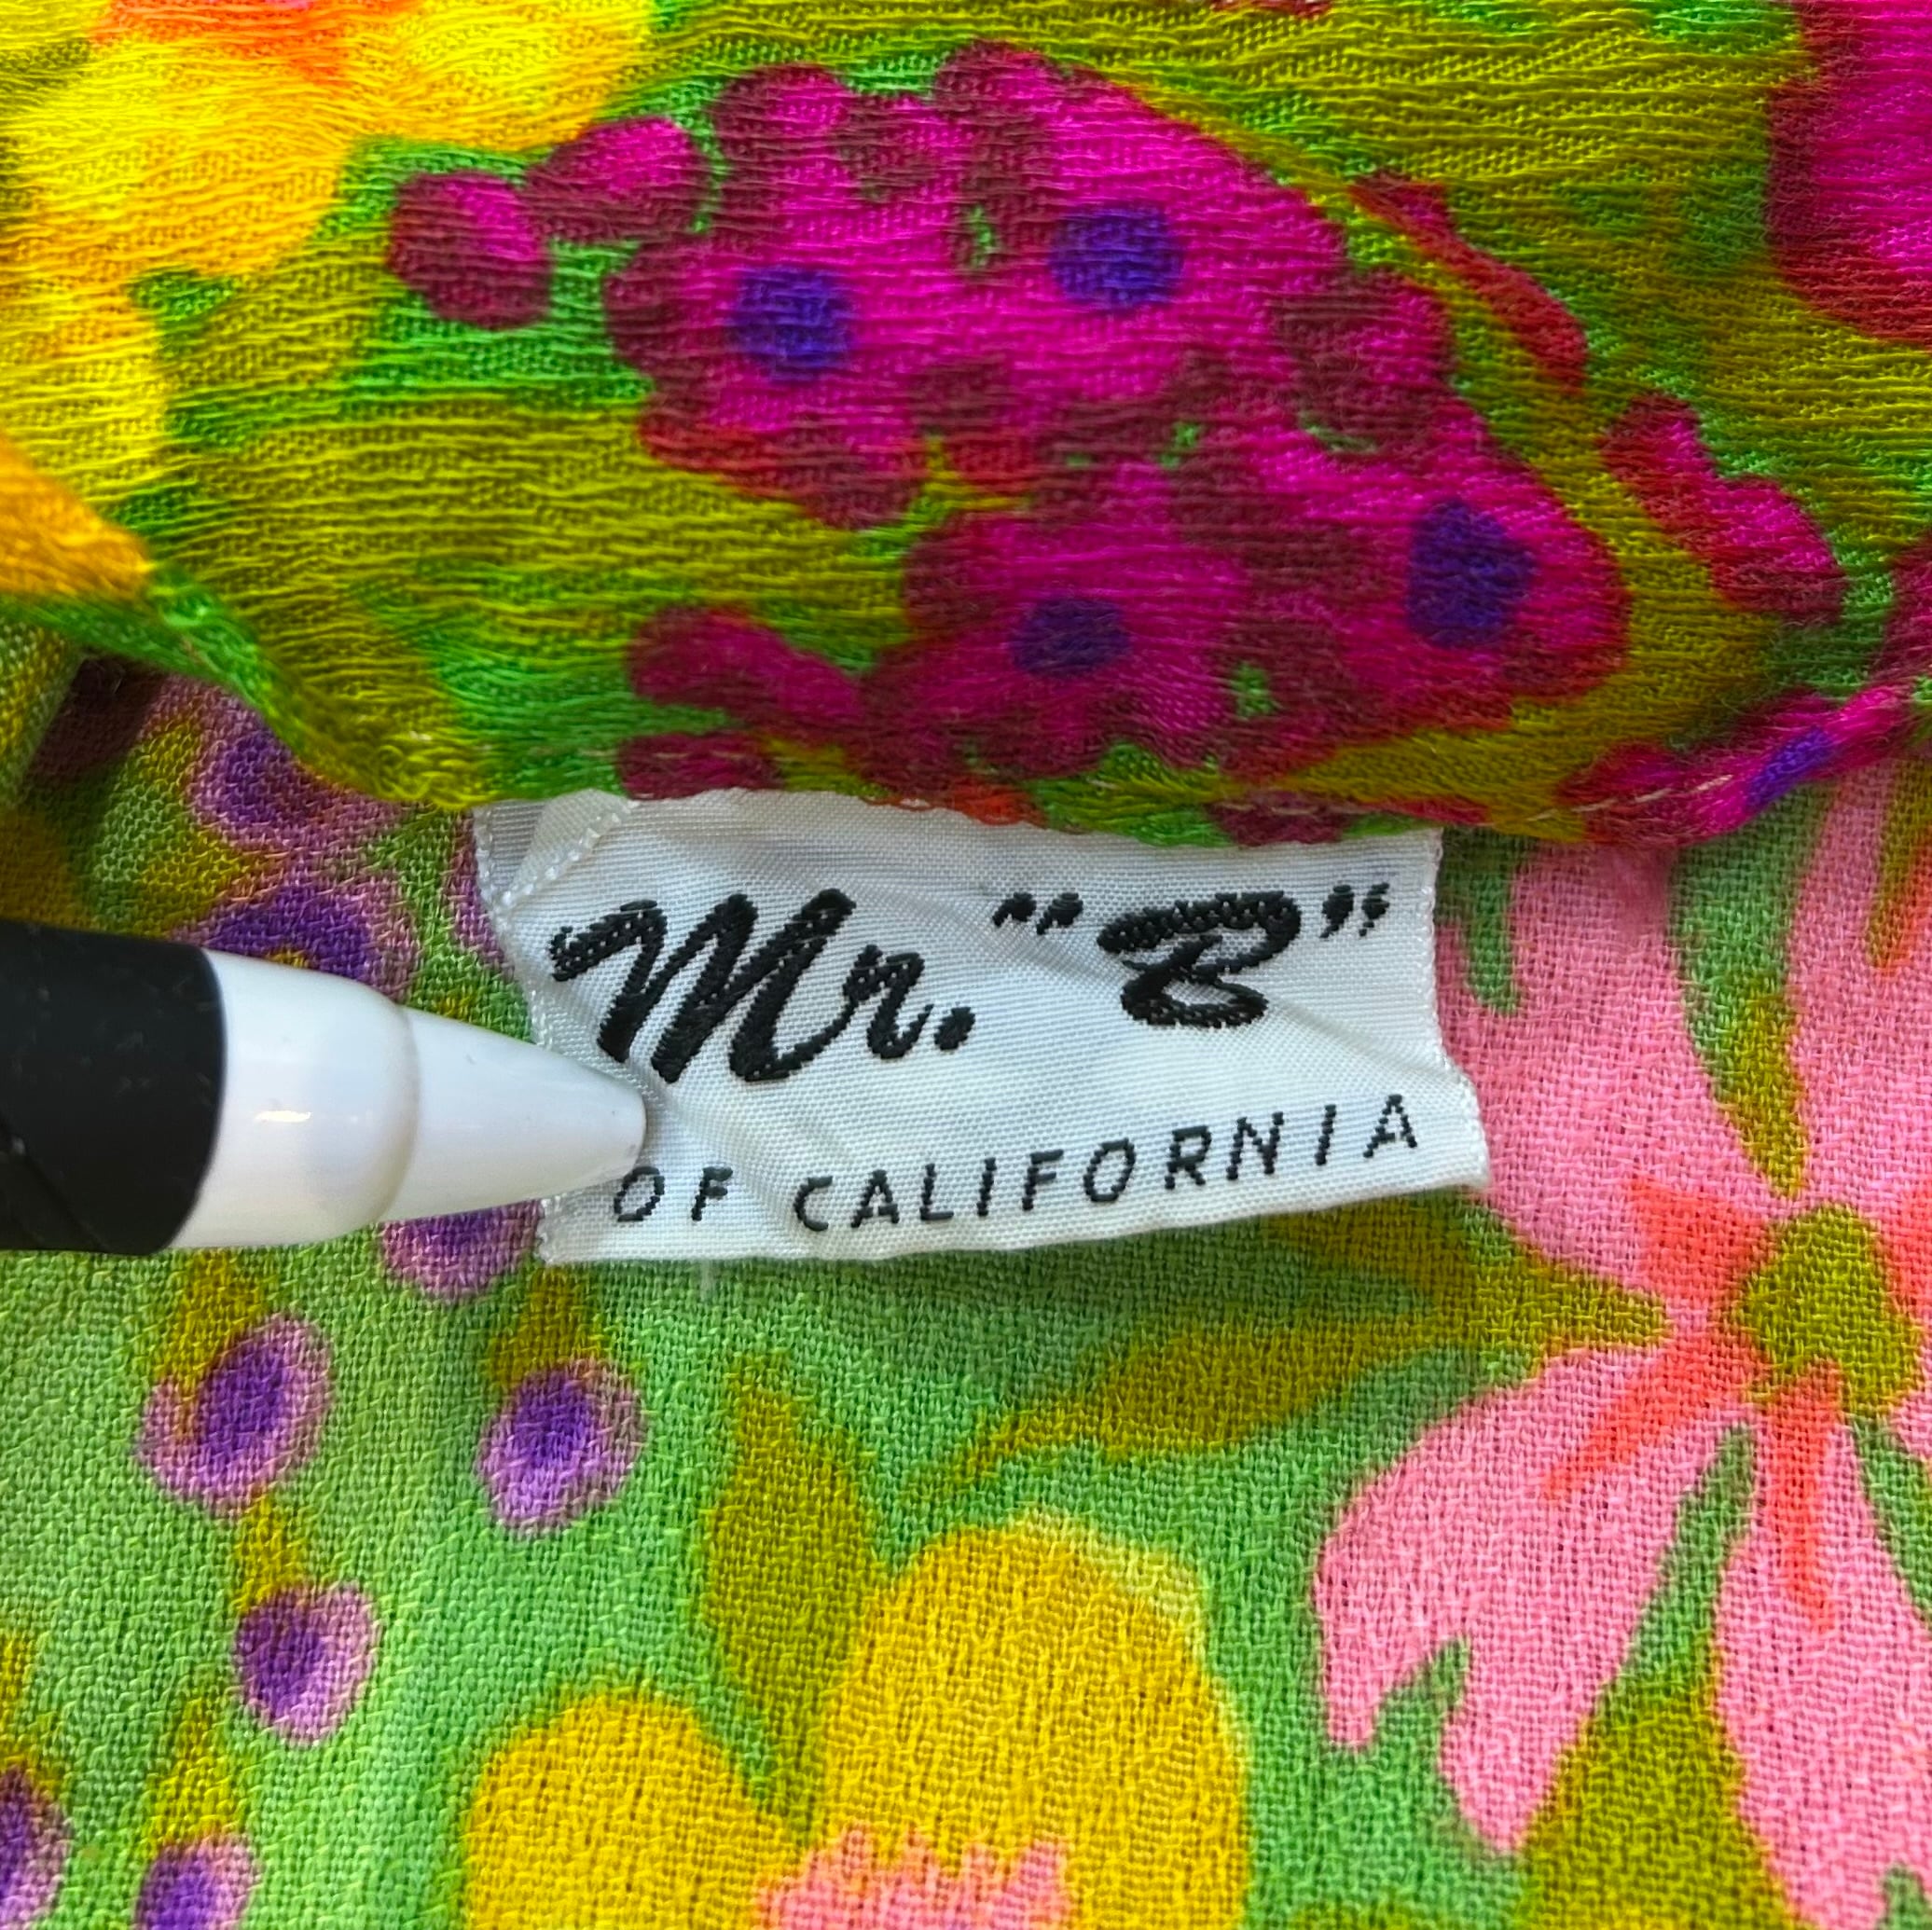 Mr. "B"
OF CALIFORNIA